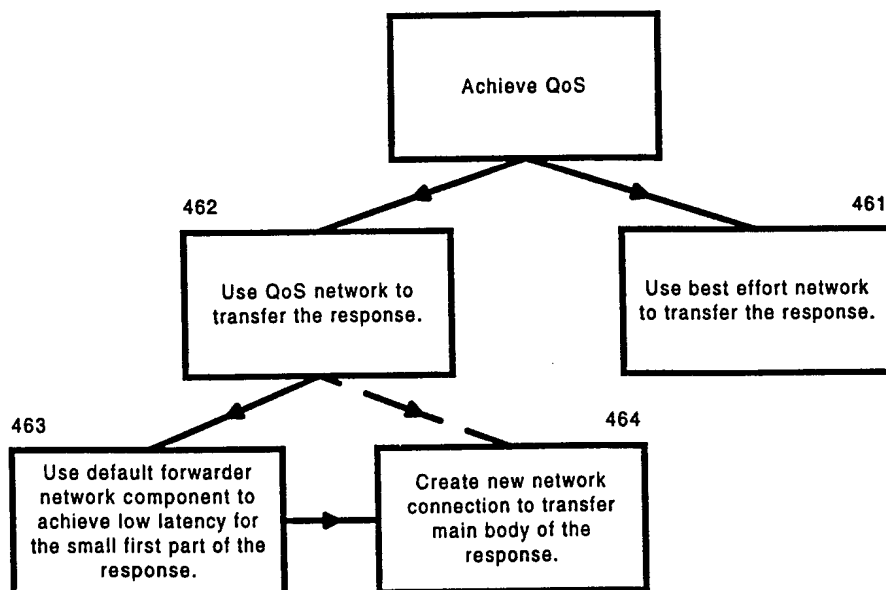 Achieve QoS
462
461
Use QoS network to
transfer the response.
Use best effort network
to transfer the response.
463
464
Use default forwarder
network component to
achieve low latency for
the small first part of the
response.
Create new network
connection to transfer
main body of the
response.